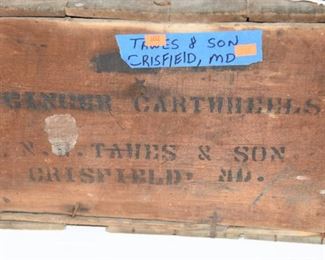 TAWES & SON
CRISFIELD, MD
GINGER CARTWHEELS
TAWES & SON
CRISFIELD, MD.